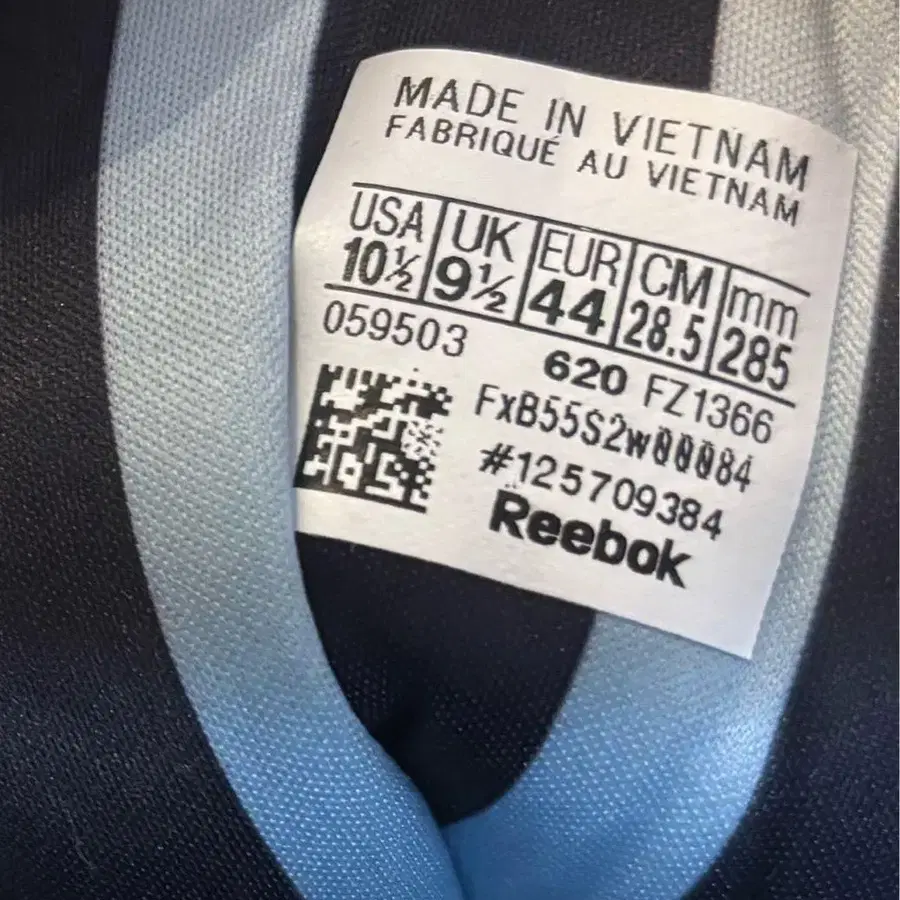 MADE IN VIETNAM
FABRIQUÉ AU VIETNAM
USA UK EUR CM mm
10½ 9½ 44 28.5 285
059503 620 FZ1366
FxB55S2w00084
#125709384
Reebok